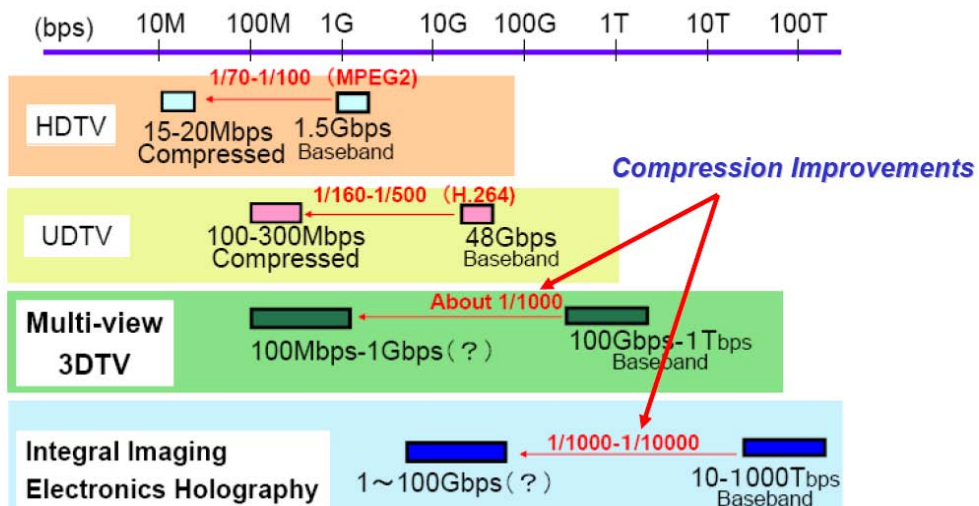 (bps) 10M 100M 1G 10G 100G 1T 10T 100T
1/70-1/100 （MPEG2）
HDTV
15-20Mbps 1.5Gbps
Compressed Baseband
Compression Improvements
1/160-1/500 （H.264)
UDTV
100-300Mbps 48Gbps
Compressed Baseband
About 1/1000
Multi-view
3DTV
100Mbps-1Gbps(？) 100Gbps-1Tbps
Baseband
1/1000-1/10000
Integral Imaging
Electronics Holography
1～100Gbps(？) 10-1000Tbps
Baseband